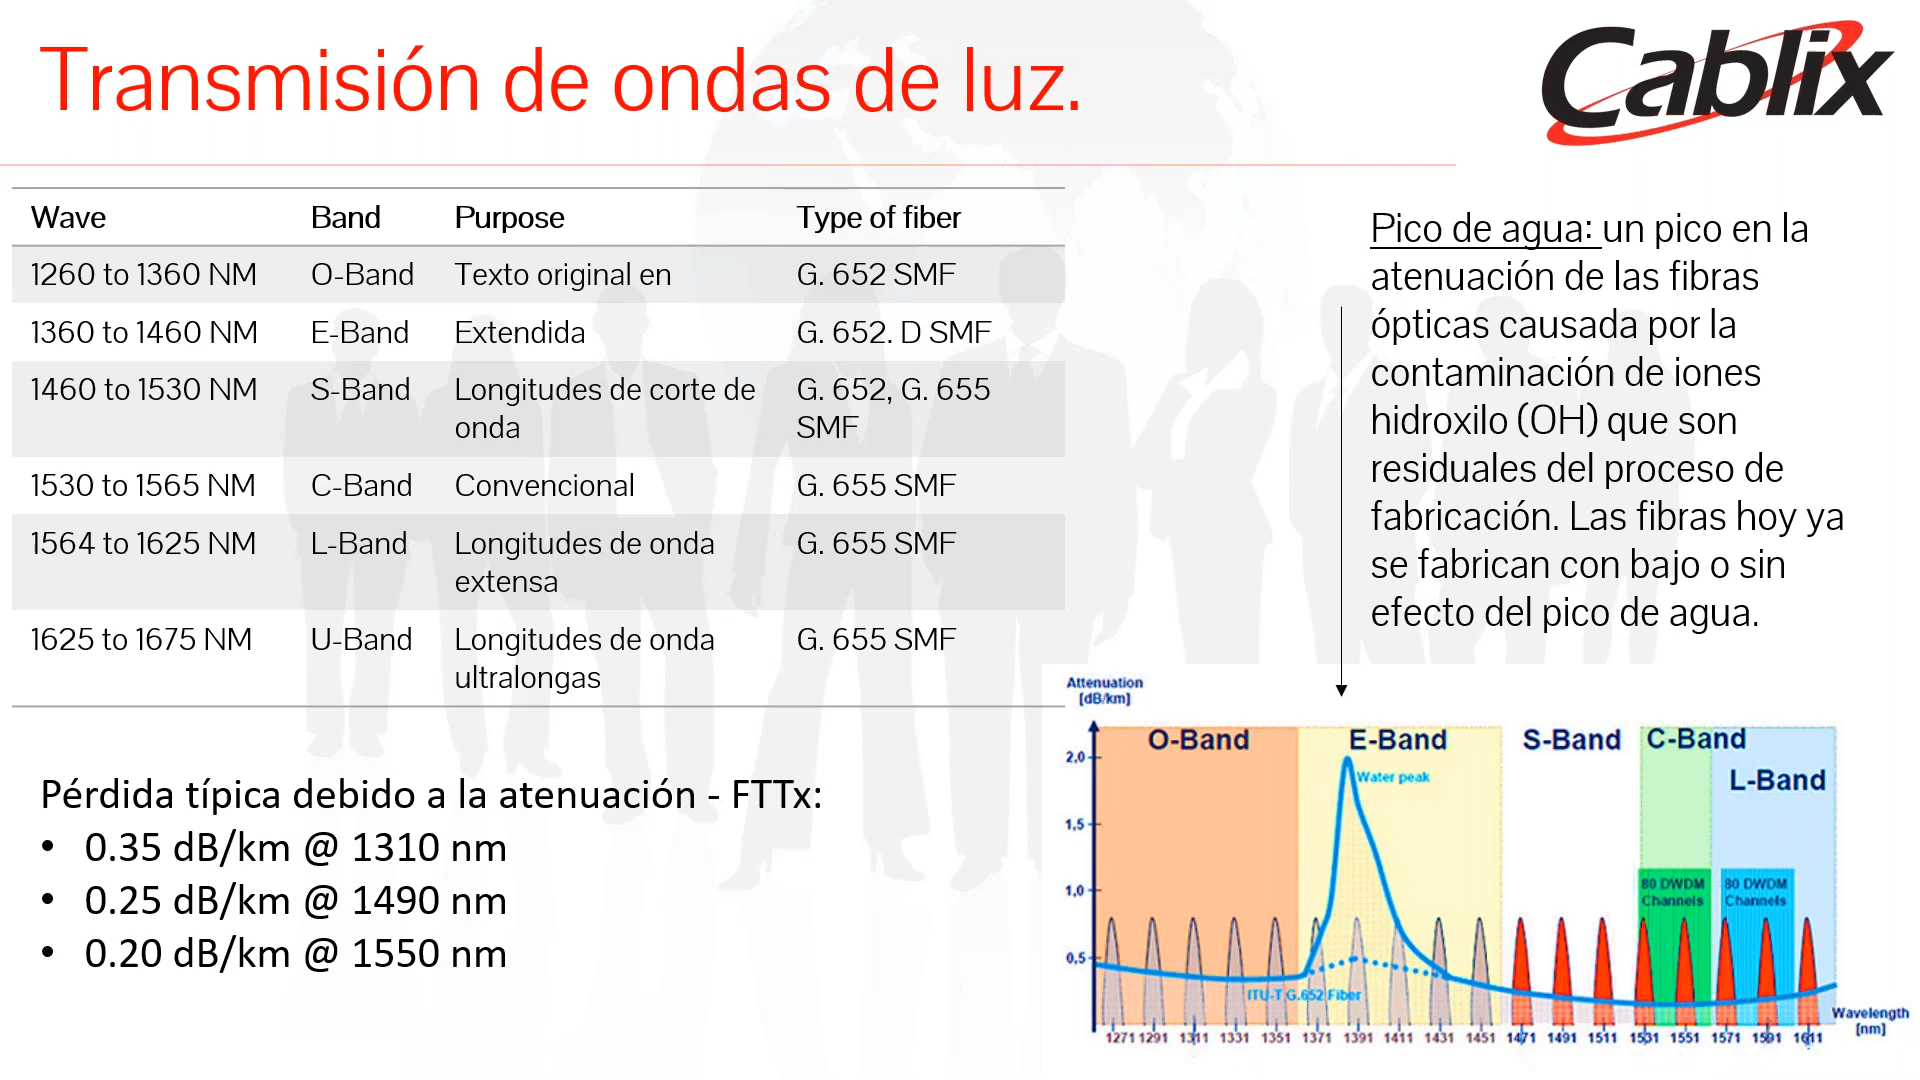 Transmisión de ondas de luz.
Cablix
Wave Band Purpose Type of fiber
1260 to 1360 NM O-Band Texto original en G. 652 SMF
1360 to 1460 NM E-Band Extendida G. 652. D SMF
1460 to 1530 NM S-Band Longitudes de corte de G. 652, G. 655
onda SMF
1530 to 1565 NM C-Band Convencional G. 655 SMF
1564 to 1625 NM L-Band Longitudes de onda G. 655 SMF
extensa
1625 to 1675 NM U-Band Longitudes de onda G. 655 SMF
ultralongas
Pico de agua: un pico en la
atenuación de las fibras
ópticas causada por la
contaminación de iones
hidroxilo (OH) que son
residuales del proceso de
fabricación. Las fibras hoy ya
se fabrican con bajo o sin
efecto del pico de agua.
Pérdida típica debido a la atenuación - FTTx:
• 0.35 dB/km @ 1310 nm
• 0.25 dB/km @ 1490 nm
• 0.20 dB/km @ 1550 nm
Attenuation
[dB/km]
O-Band E-Band S-Band C-Band
L-Band
2,0
Water peak
1,5
1,0
80 DWDM 80 DWDM
Channels Channels
0,5
ITU-T G.652 Fiber
Wavelength
[nm]
1271 1291 1311 1331 1351 1371 1391 1411 1431 1451 1471 1491 1511 1531 1551 1571 1591 1611